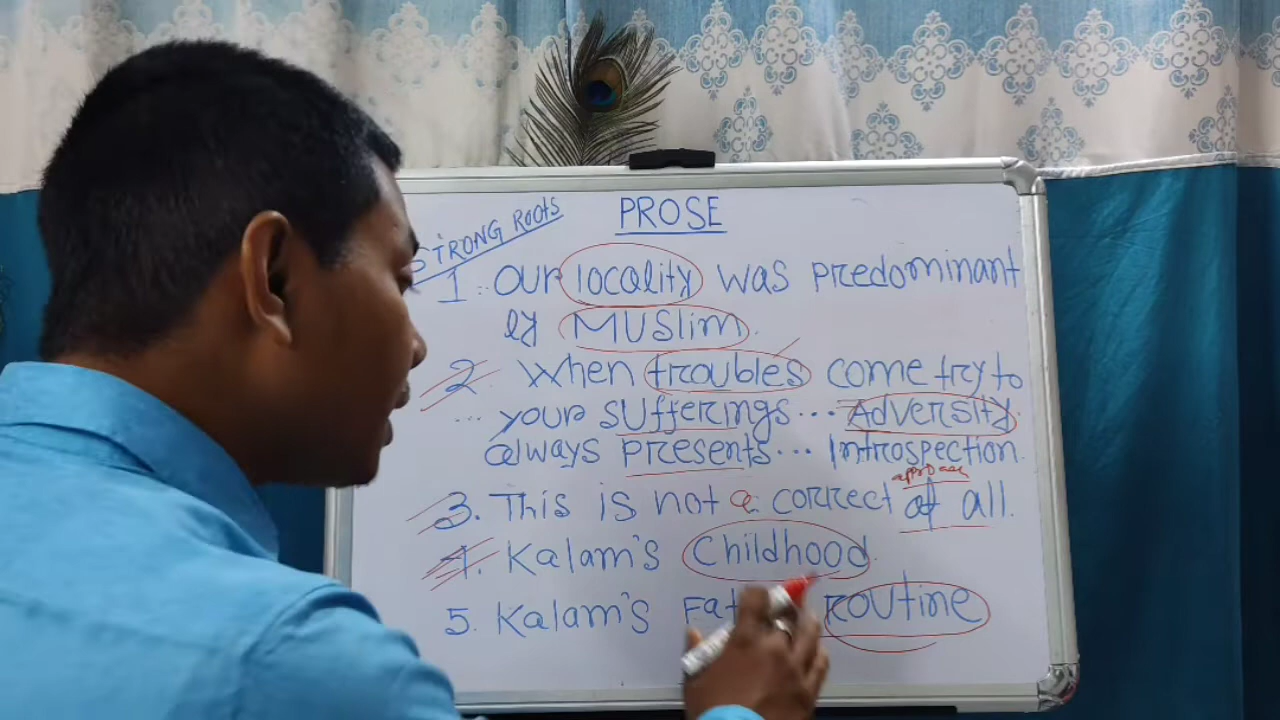 STRONG ROOTS
PROSE
1. Our locality was predominant
ly Muslim.
2. When troubles come try to
... your sufferings... Adversity
always presents... Introspection.
approach
3. This is not a correct at all.
4. Kalam's Childhood.
5. Kalam's routine